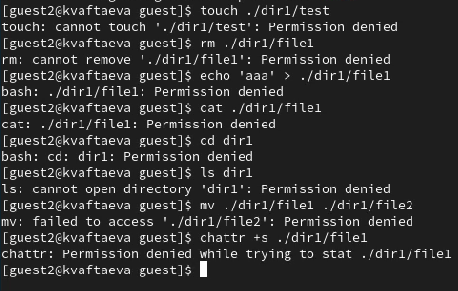 [guest2@kvaftaeva guest]$ touch ./dir1/test
touch: cannot touch './dir1/test': Permission denied
[guest2@kvaftaeva guest]$ rm ./dir1/file1
rm: cannot remove './dir1/file1': Permission denied
[guest2@kvaftaeva guest]$ echo 'aaa' > ./dir1/file1
bash: ./dir1/file1: Permission denied
[guest2@kvaftaeva guest]$ cat ./dir1/file1
cat: ./dir1/file1: Permission denied
[guest2@kvaftaeva guest]$ cd dir1
bash: cd: dir1: Permission denied
[guest2@kvaftaeva guest]$ ls dir1
ls: cannot open directory 'dir1': Permission denied
[guest2@kvaftaeva guest]$ mv ./dir1/file1 ./dir1/file2
mv: failed to access './dir1/file2': Permission denied
[guest2@kvaftaeva guest]$ chattr +s ./dir1/file1
chattr: Permission denied while trying to stat ./dir1/file1
[guest2@kvaftaeva guest]$